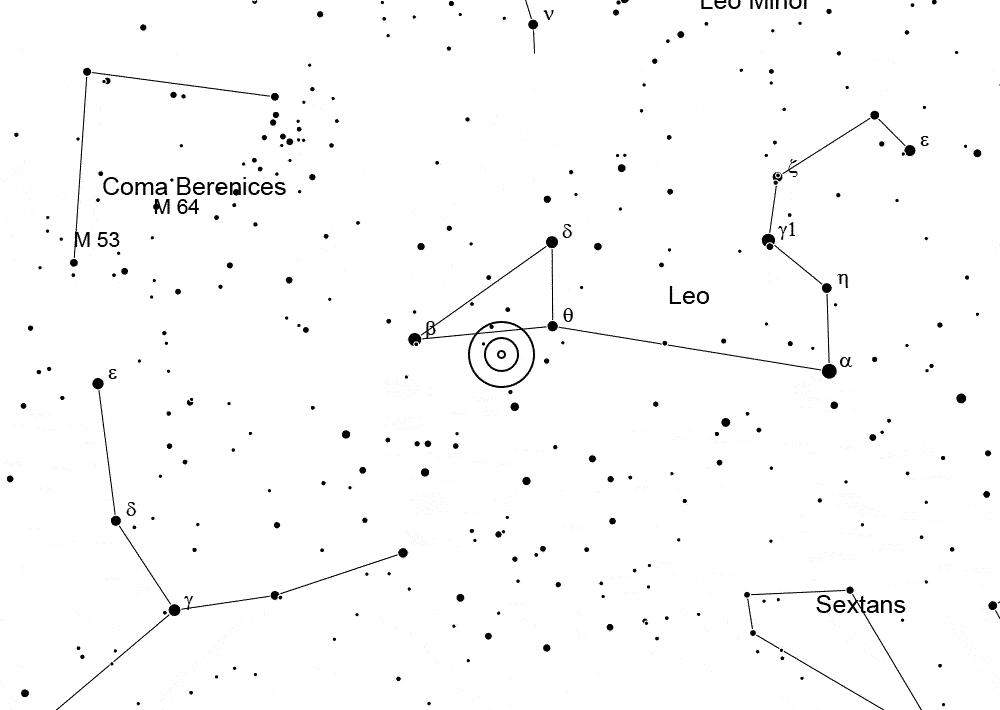 Leo Minor
ν
ε
ζ
Coma Berenices
M 64
γ1
δ
M 53
η
Leo
θ
β
α
ε
δ
γ
Sextans